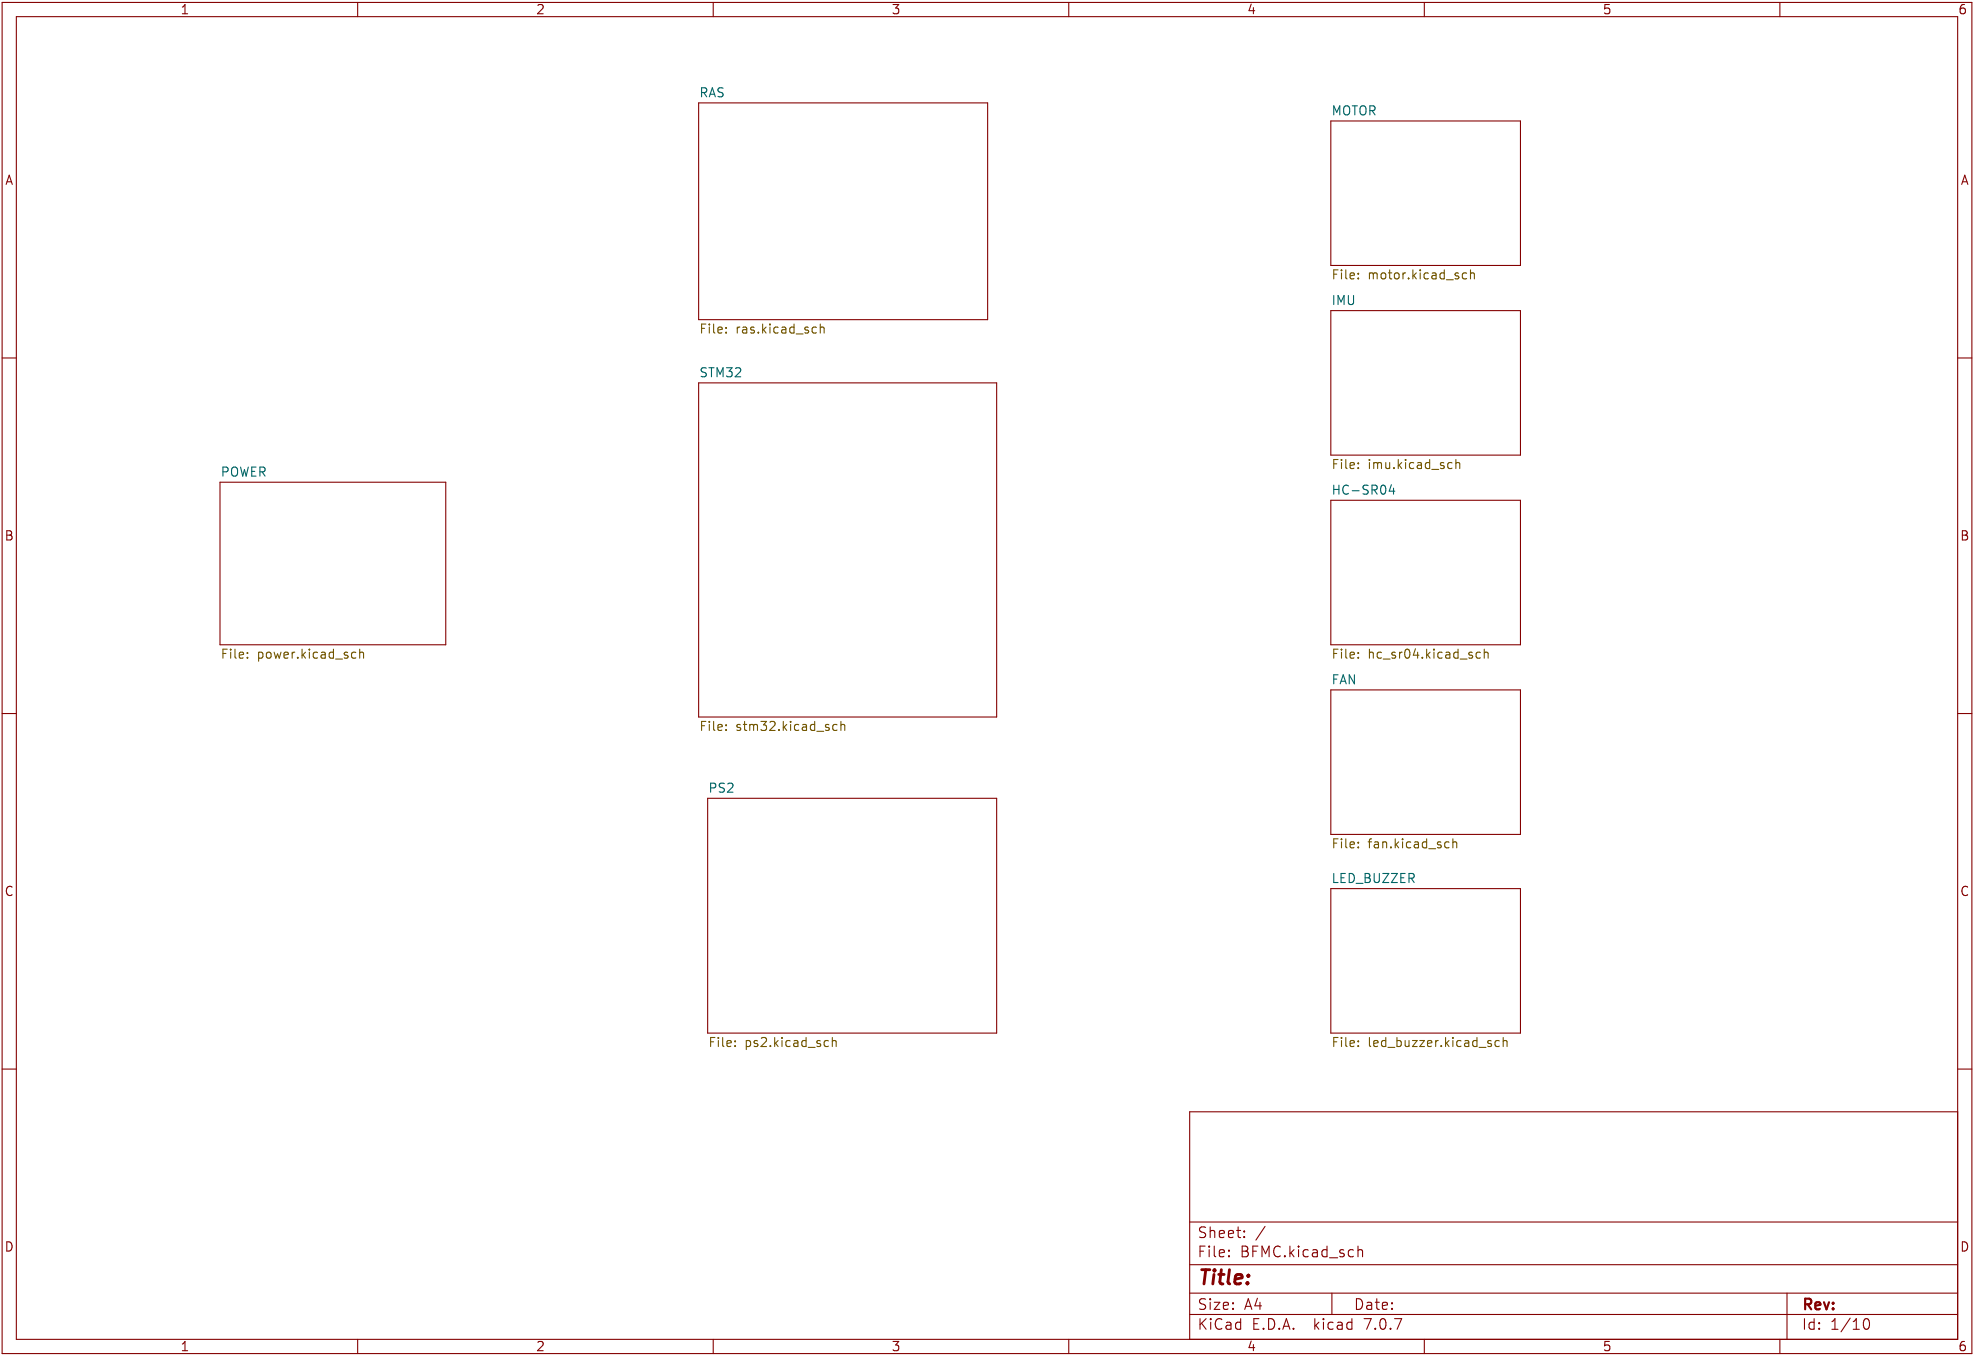 1 2 3 4 5 6
RAS
MOTOR
A A
File: motor.kicad_sch
IMU
File: ras.kicad_sch
STM32
File: imu.kicad_sch
POWER
HC-SR04
B B
File: power.kicad_sch
File: hc_sr04.kicad_sch
FAN
File: stm32.kicad_sch
PS2
File: fan.kicad_sch
LED_BUZZER
C C
File: ps2.kicad_sch
File: led_buzzer.kicad_sch
Sheet: /
D D
File: BFMC.kicad_sch
Title:
Size: A4 Date: Rev:
KiCad E.D.A. kicad 7.0.7 Id: 1/10
1 2 3 4 5 6